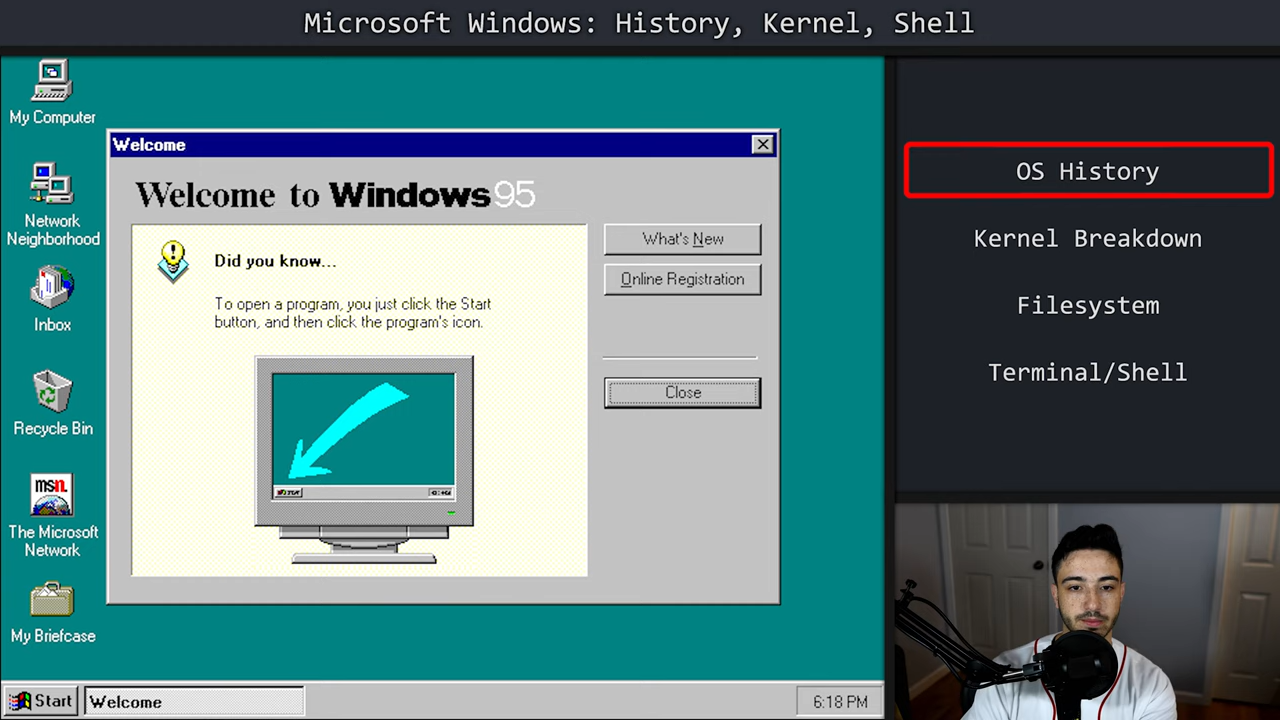 Microsoft Windows: History, Kernel, Shell
My Computer
Network
Neighborhood
Inbox
Recycle Bin
msn
The Microsoft
Network
My Briefcase
Welcome
Welcome to Windows 95
Did you know...
To open a program, you just click the Start
button, and then click the program's icon.
What's New
Online Registration
Close
Start
Welcome
6:18 PM
OS History
Kernel Breakdown
Filesystem
Terminal/Shell